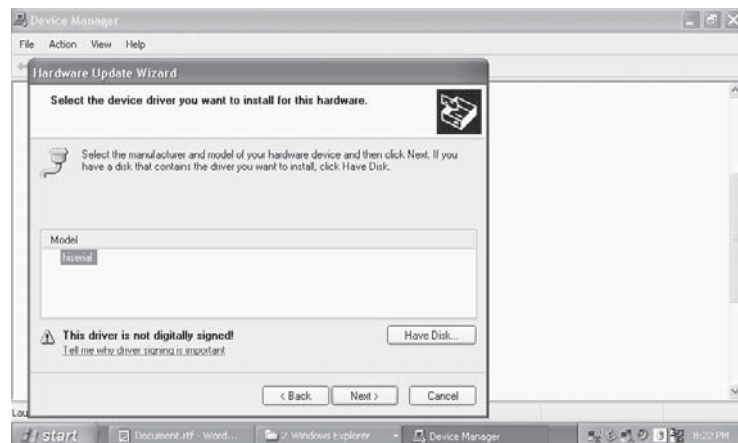 Device Manager
File Action View Help
Hardware Update Wizard
Select the device driver you want to install for this hardware.
Select the manufacturer and model of your hardware device and then click Next. If you
have a disk that contains the driver you want to install, click Have Disk.
Model
hiserial
This driver is not digitally signed!
Tell me why driver signing is important
Have Disk...
< Back
Next >
Cancel
Lau
start
Document.rtf - Word...
2 Windows Explorer
Device Manager
8:22 PM